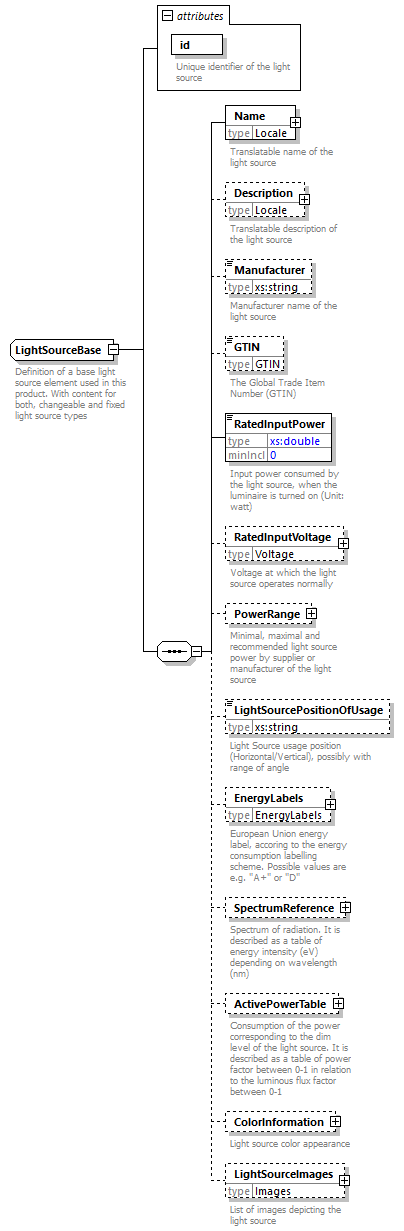 attributes
id
Unique identifier of the light
source
Name
type Locale
Translatable name of the
light source
Description
type Locale
Translatable description of
the light source
Manufacturer
type xs:string
Manufacturer name of the
light source
LightSourceBase
Definition of a base light
source element used in this
product. With content for
both, changeable and fixed
light source types
GTIN
type GTIN
The Global Trade Item
Number (GTIN)
RatedInputPower
type xs:double
minIncl 0
Input power consumed by
the light source, when the
luminaire is turned on (Unit:
watt)
RatedInputVoltage
type Voltage
Voltage at which the light
source operates normally
PowerRange
Minimal, maximal and
recommended light source
power by supplier or
manufacturer of the light
source
LightSourcePositionOfUsage
type xs:string
Light Source usage position
(Horizontal/Vertical), possibly with
range of angle
EnergyLabels
type EnergyLabels
European Union energy
label, accoring to the energy
consumption labelling
scheme. Possible values are
e.g. "A+" or "D"
SpectrumReference
Spectrum of radiation. It is
described as a table of
energy intensity (eV)
depending on wavelength
(nm)
ActivePowerTable
Consumption of the power
corresponding to the dim
level of the light source. It is
described as a table of power
factor between 0-1 in relation
to the luminous flux factor
between 0-1
ColorInformation
Light source color appearance
LightSourceImages
type Images
List of images depicting the
light source